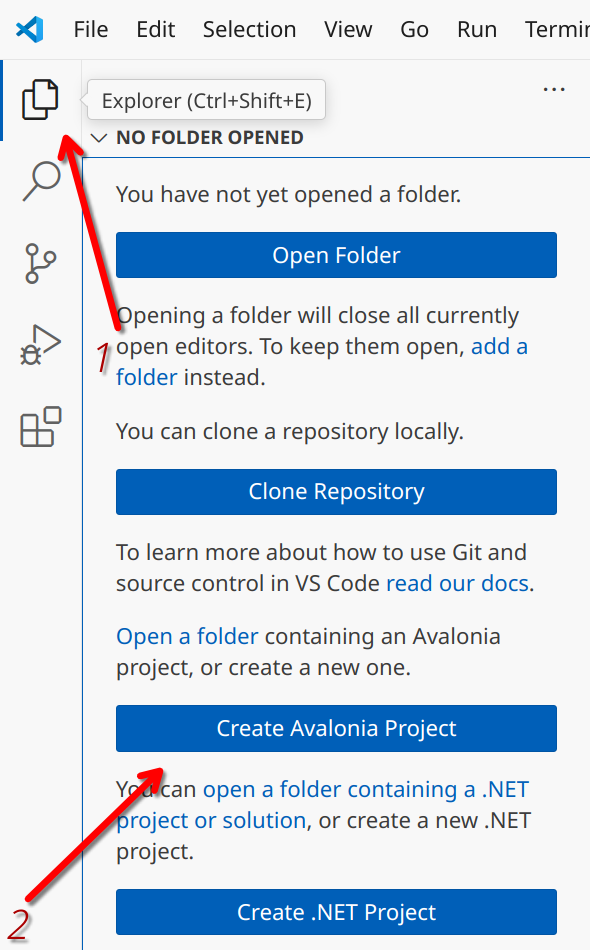 File Edit Selection View Go Run Termin
Explorer (Ctrl+Shift+E)
...
NO FOLDER OPENED
You have not yet opened a folder.
Open Folder
Opening a folder will close all currently
open editors. To keep them open, add a
folder instead.
1
You can clone a repository locally.
Clone Repository
To learn more about how to use Git and
source control in VS Code read our docs.
Open a folder containing an Avalonia
project, or create a new one.
Create Avalonia Project
You can open a folder containing a .NET
project or solution, or create a new .NET
project.
Create .NET Project
2